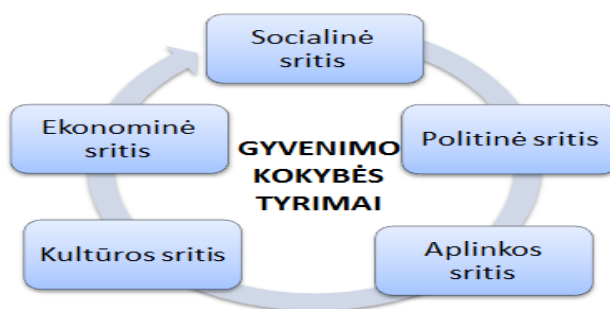 Socialinė
sritis
Politinė sritis
Aplinkos
sritis
Kultūros sritis
Ekonominė
sritis
GYVENIMO
KOKYBĖS
TYRIMAI